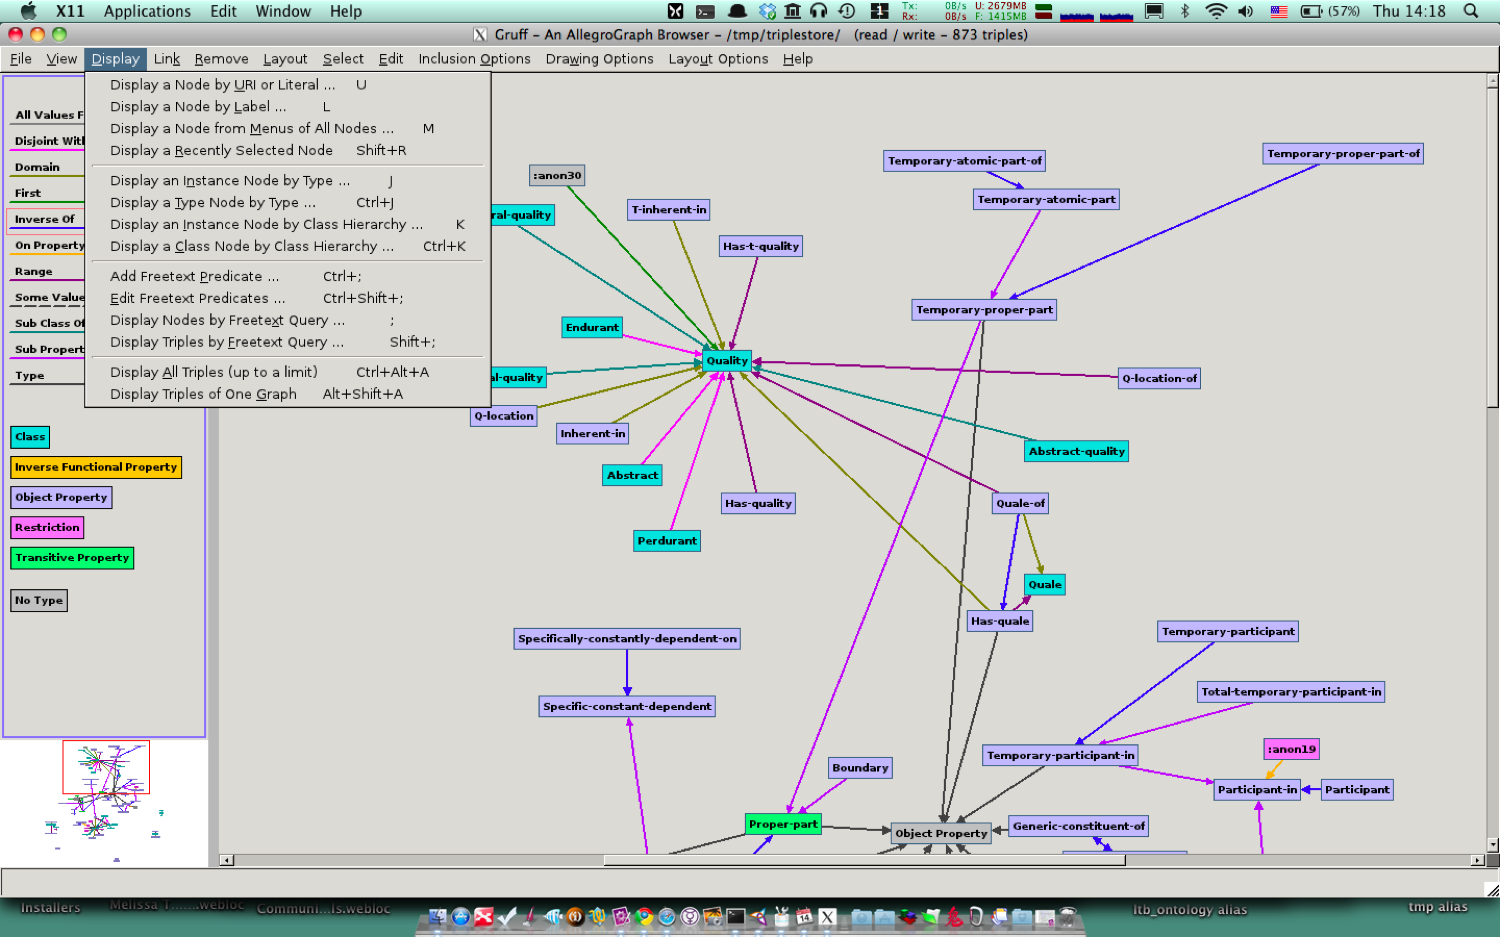 X11 Applications Edit Window Help
Tx: 0B/s U: 2679MB
Rx: 0B/s F: 1415MB
(57%) Thu 14:18
Gruff – An AllegroGraph Browser – /tmp/triplestore/ (read / write – 873 triples)
File View Display Link Remove Layout Select Edit Inclusion Options Drawing Options Layout Options Help
Display a Node by URI or Literal ... U
Display a Node by Label ... L
Display a Node from Menus of All Nodes ... M
Display a Recently Selected Node Shift+R
Display an Instance Node by Type ... J
Display a Type Node by Type ... Ctrl+J
Display an Instance Node by Class Hierarchy ... K
Display a Class Node by Class Hierarchy ... Ctrl+K
Add Freetext Predicate ... Ctrl+;
Edit Freetext Predicates ... Ctrl+Shift+;
Display Nodes by Freetext Query ... ;
Display Triples by Freetext Query ... Shift+;
Display All Triples (up to a limit) Ctrl+Alt+A
Display Triples of One Graph Alt+Shift+A
All Values F
Disjoint With
Domain
First
Inverse Of
On Property
Range
Some Value
Sub Class Of
Sub Propert
Type
Class
Inverse Functional Property
Object Property
Restriction
Transitive Property
No Type
:anon30
ral-quality
T-inherent-in
Has-t-quality
Temporary-atomic-part-of
Temporary-proper-part-of
Temporary-atomic-part
Temporary-proper-part
Endurant
Quality
al-quality
Q-location-of
Q-location
Inherent-in
Abstract-quality
Abstract
Has-quality
Quale-of
Perdurant
Quale
Has-quale
Specifically-constantly-dependent-on
Temporary-participant
Specific-constant-dependent
Total-temporary-participant-in
Temporary-participant-in
:anon19
Boundary
Participant-in
Participant
Proper-part
Object Property
Generic-constituent-of
Installers
Melissa T.......webloc
Communi...ls.webloc
14
ltb_ontology alias
tmp alias